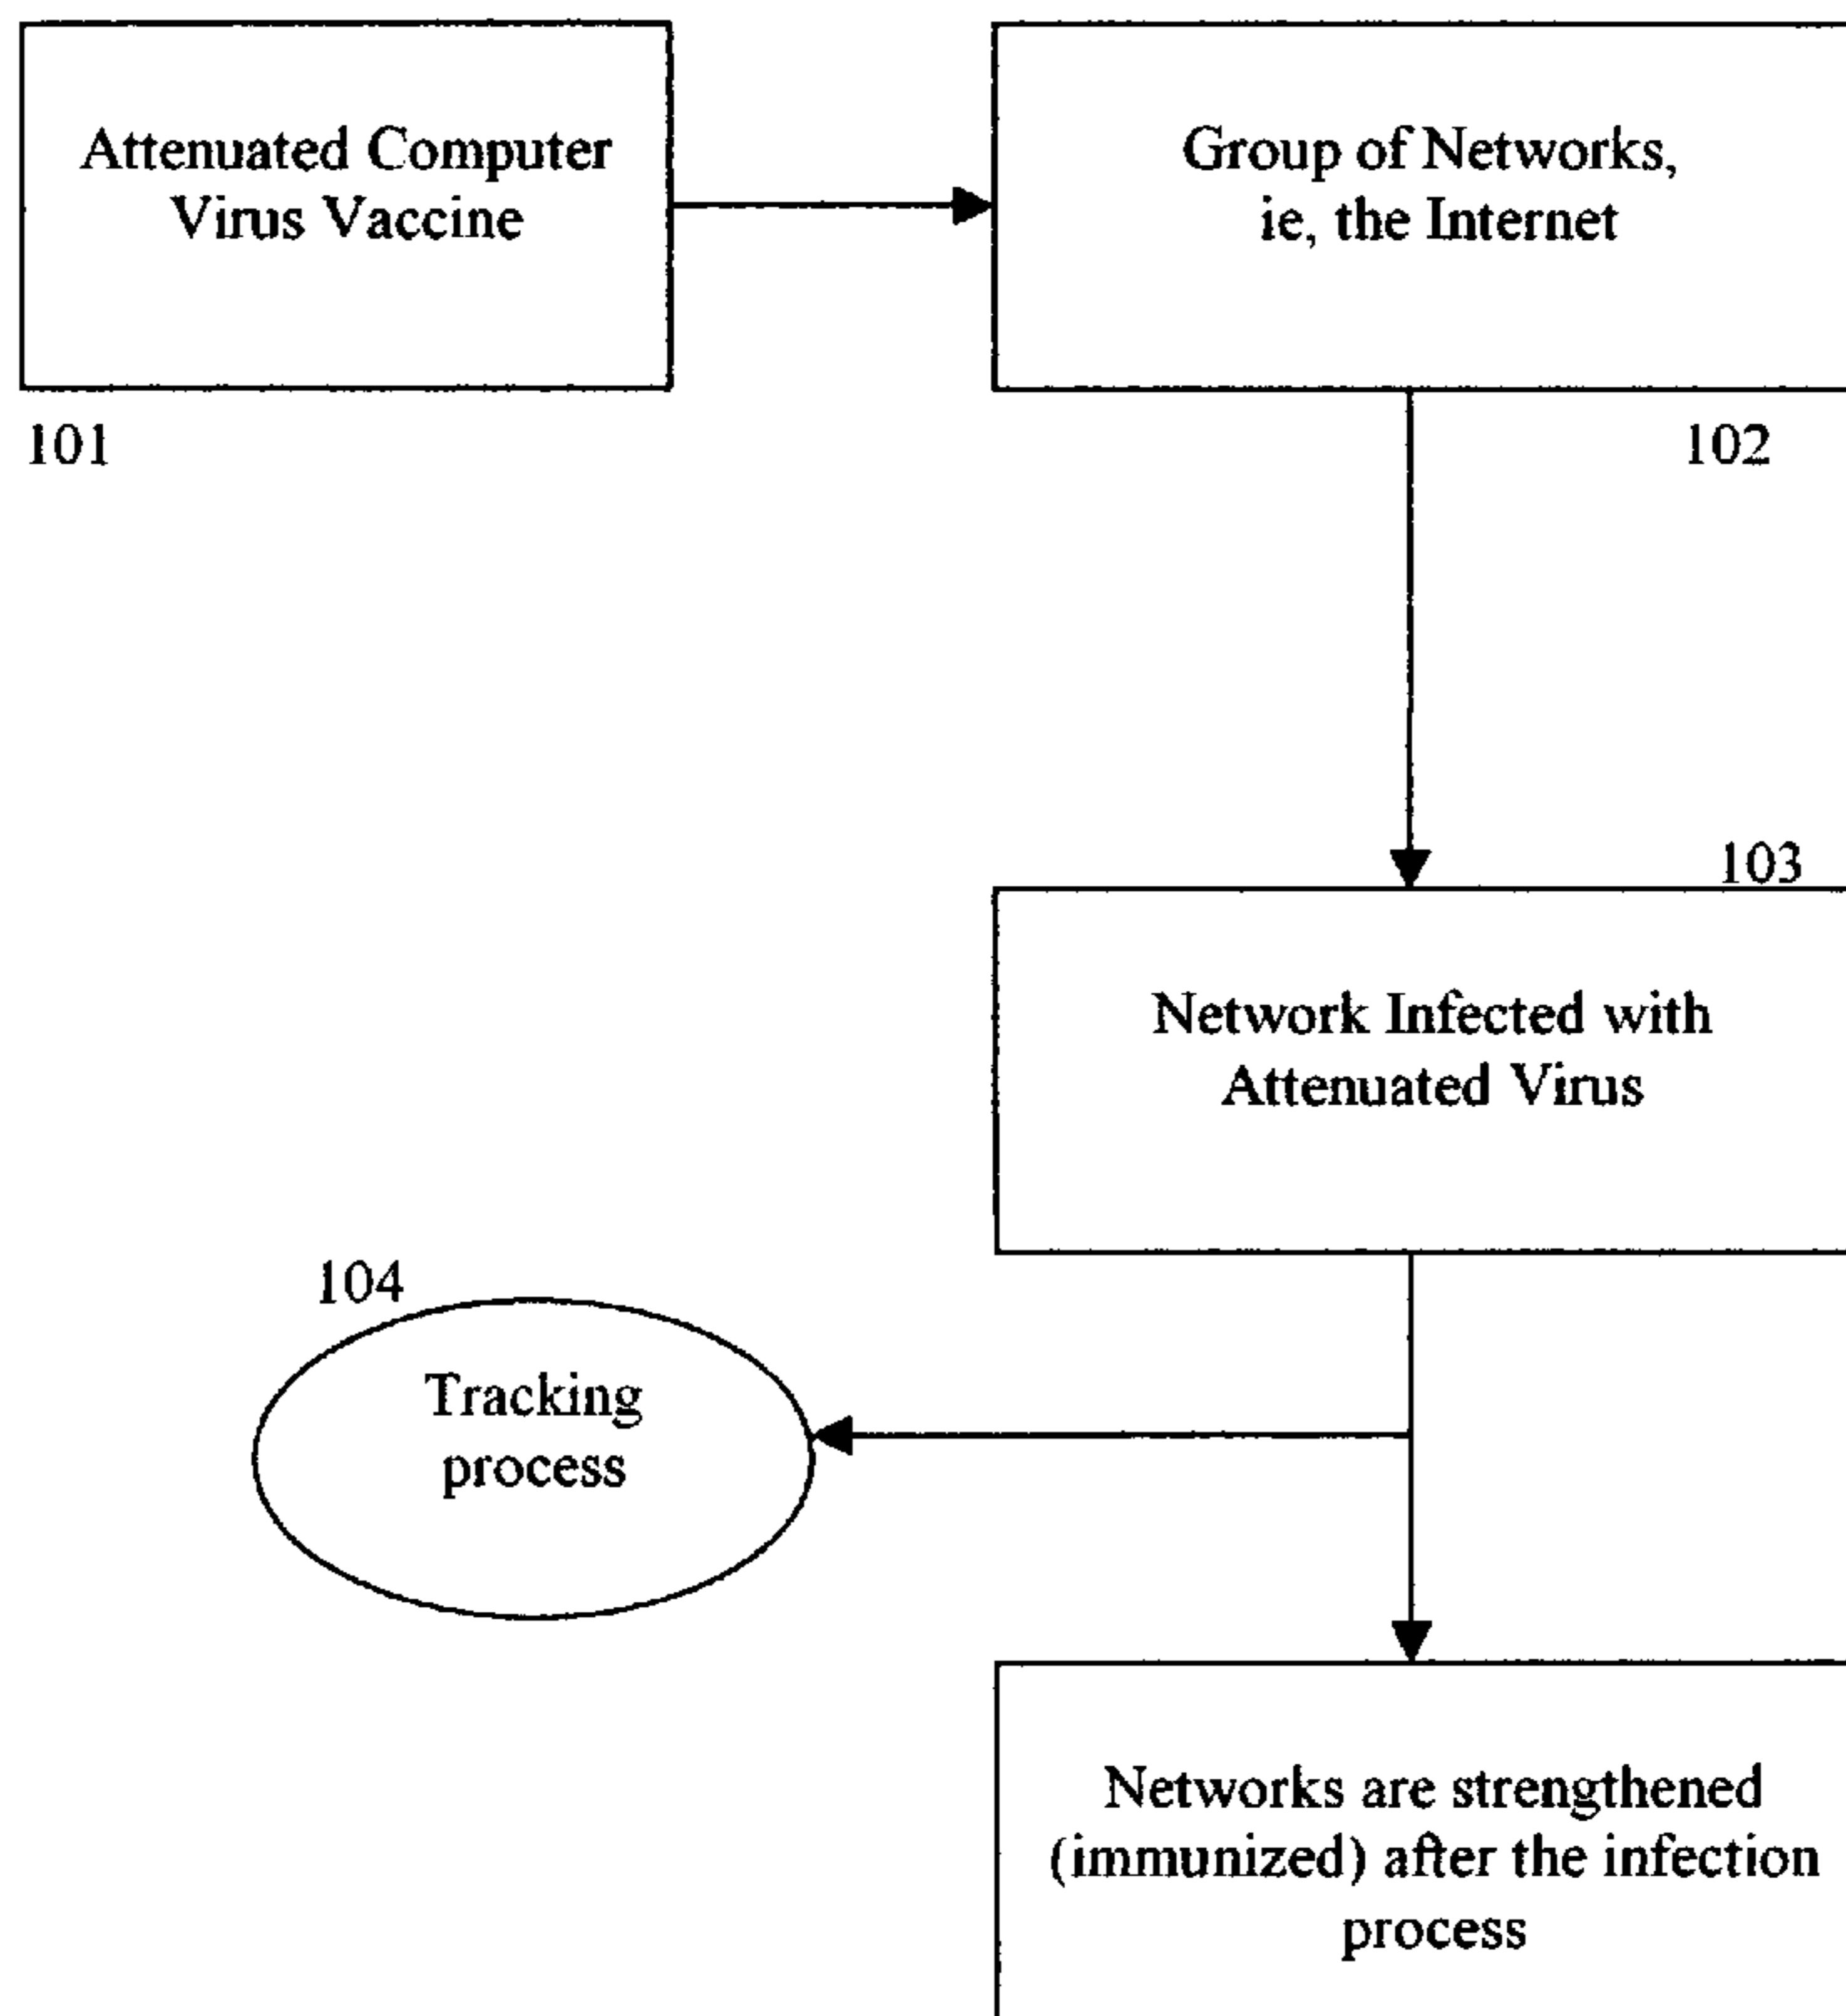 Attenuated Computer
Virus Vaccine
101
Group of Networks,
ie, the Internet
102
103
Network Infected with
Attenuated Virus
104
Tracking
process
Networks are strengthened
(immunized) after the infection
process